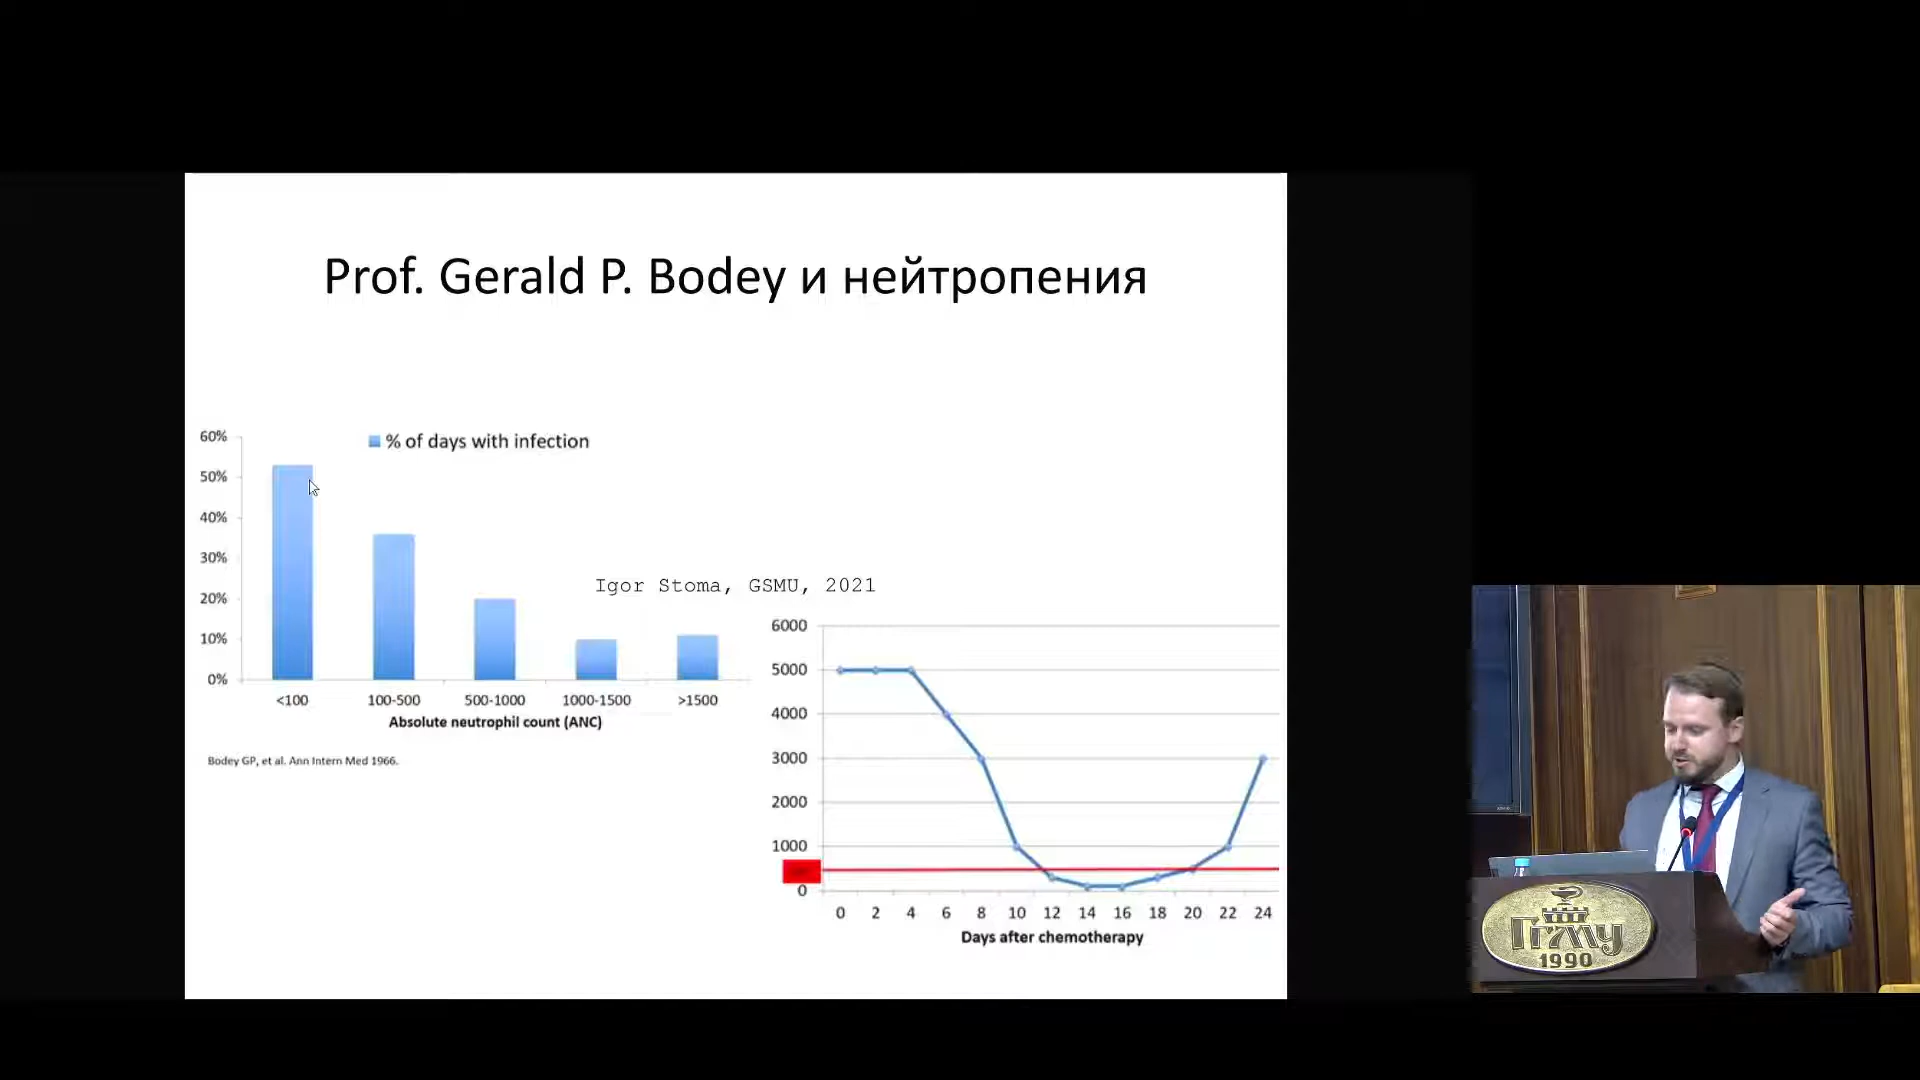 Prof. Gerald P. Bodey и нейтропения
% of days with infection
60%
50%
40%
30%
20%
10%
0%
<100 100-500 500-1000 1000-1500 >1500
Absolute neutrophil count (ANC)
Bodey GP, et al. Ann Intern Med 1966.
Igor Stoma, GSMU, 2021
6000
5000
4000
3000
2000
1000
0
0 2 4 6 8 10 12 14 16 18 20 22 24
Days after chemotherapy
ГГМУ
1990